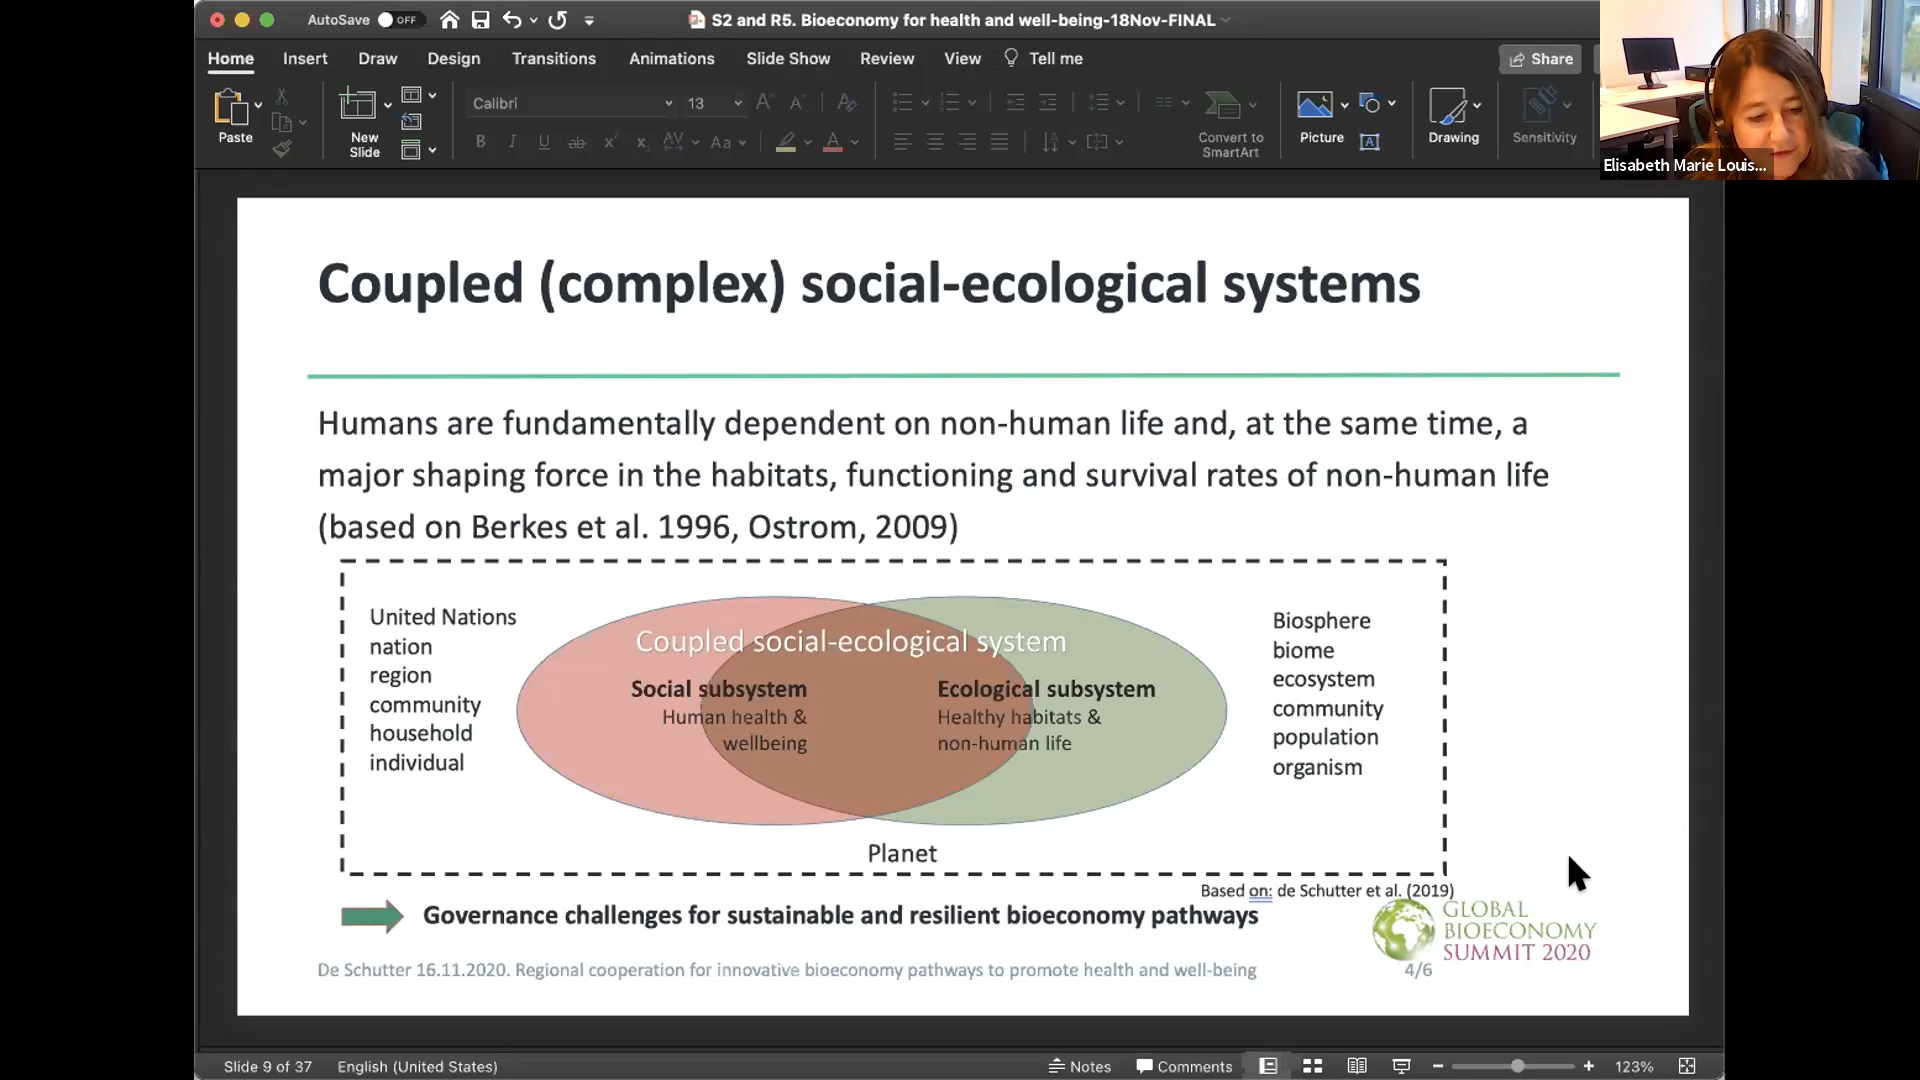 AutoSave OFF
S2 and R5. Bioeconomy for health and well-being-18Nov-FINAL
Home Insert Draw Design Transitions Animations Slide Show Review View Tell me
Share
Paste
New
Slide
Calibri 13
Convert to
SmartArt
Picture
Drawing
Sensitivity
Elisabeth Marie Louis...
Coupled (complex) social-ecological systems
Humans are fundamentally dependent on non-human life and, at the same time, a
major shaping force in the habitats, functioning and survival rates of non-human life
(based on Berkes et al. 1996, Ostrom, 2009)
United Nations
nation
region
community
household
individual
Coupled social-ecological system
Social subsystem
Human health &
wellbeing
Ecological subsystem
Healthy habitats &
non-human life
Biosphere
biome
ecosystem
community
population
organism
Planet
Based on: de Schutter et al. (2019)
Governance challenges for sustainable and resilient bioeconomy pathways
GLOBAL
BIOECONOMY
SUMMIT 2020
De Schutter 16.11.2020. Regional cooperation for innovative bioeconomy pathways to promote health and well-being
4/6
Slide 9 of 37 English (United States) Notes Comments 123%